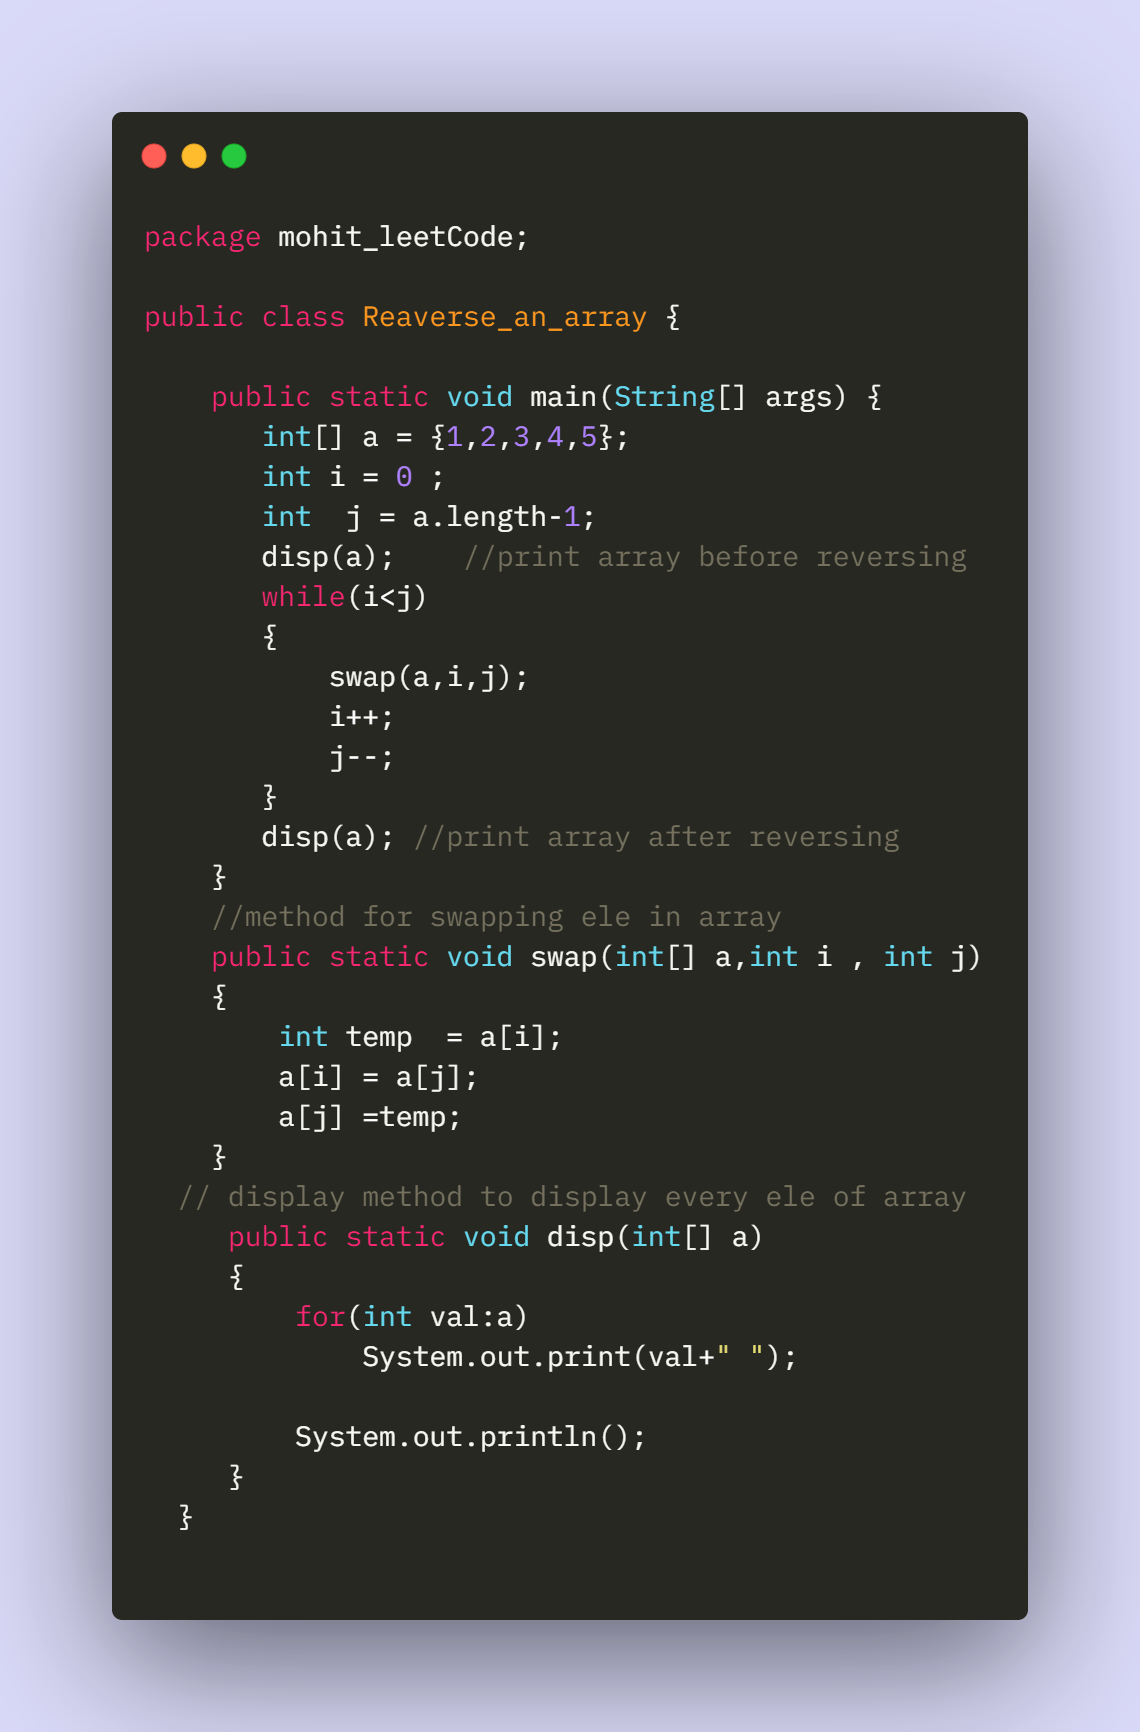 package mohit_leetCode;
public class Reaverse_an_array {
public static void main(String[] args) {
int[] a = {1,2,3,4,5};
int i = 0 ;
int  j = a.length-1;
disp(a);    //print array before reversing
while(i<j)
{
swap(a,i,j);
i++;
j--;
}
disp(a); //print array after reversing
}
//method for swapping ele in array
public static void swap(int[] a,int i , int j)
{
int temp  = a[i];
a[i] = a[j];
a[j] =temp;
}
// display method to display every ele of array
public static void disp(int[] a)
{
for(int val:a)
System.out.print(val+" ");
System.out.println();
}
}